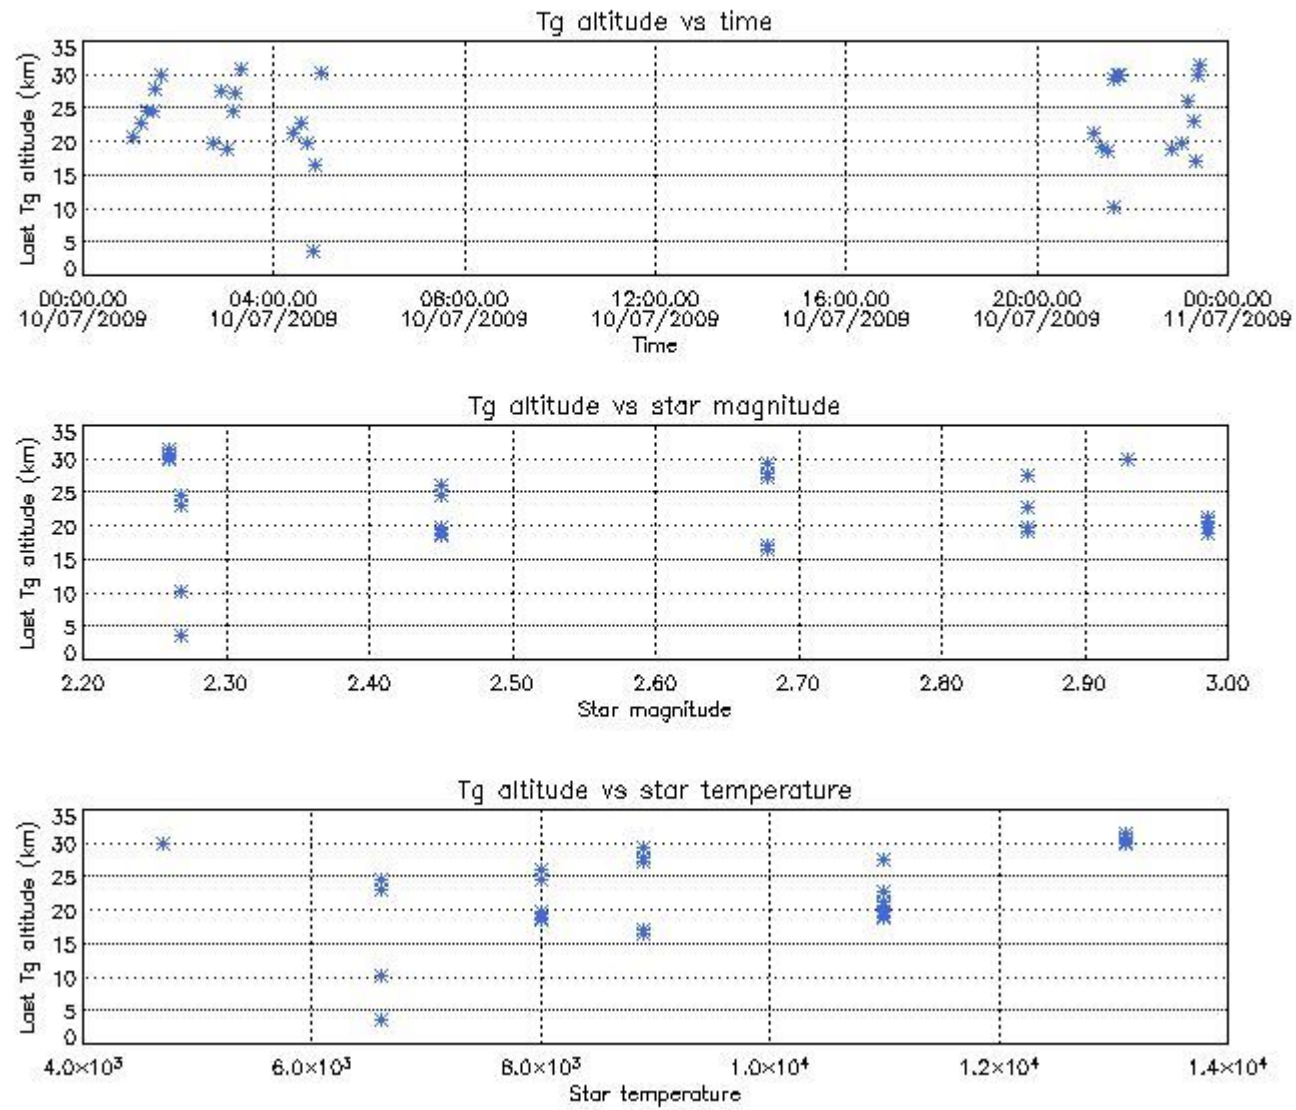 Tg altitude vs time
Last Tg altitude (km)
35
30
25
20
15
10
5
0
00:00.00 04:00.00 08:00.00 12:00.00 16:00.00 20:00.00 00:00.00
10/07/2009 10/07/2009 10/07/2009 10/07/2009 10/07/2009 10/07/2009 11/07/2009
Time
Tg altitude vs star magnitude
Last Tg altitude (km)
35
30
25
20
15
10
5
0
2.20 2.30 2.40 2.50 2.60 2.70 2.80 2.90 3.00
Star magnitude
Tg altitude vs star temperature
Last Tg altitude (km)
35
30
25
20
15
10
5
0
4.0×10³ 6.0×10³ 8.0×10³ 1.0×10⁴ 1.2×10⁴ 1.4×10⁴
Star temperature